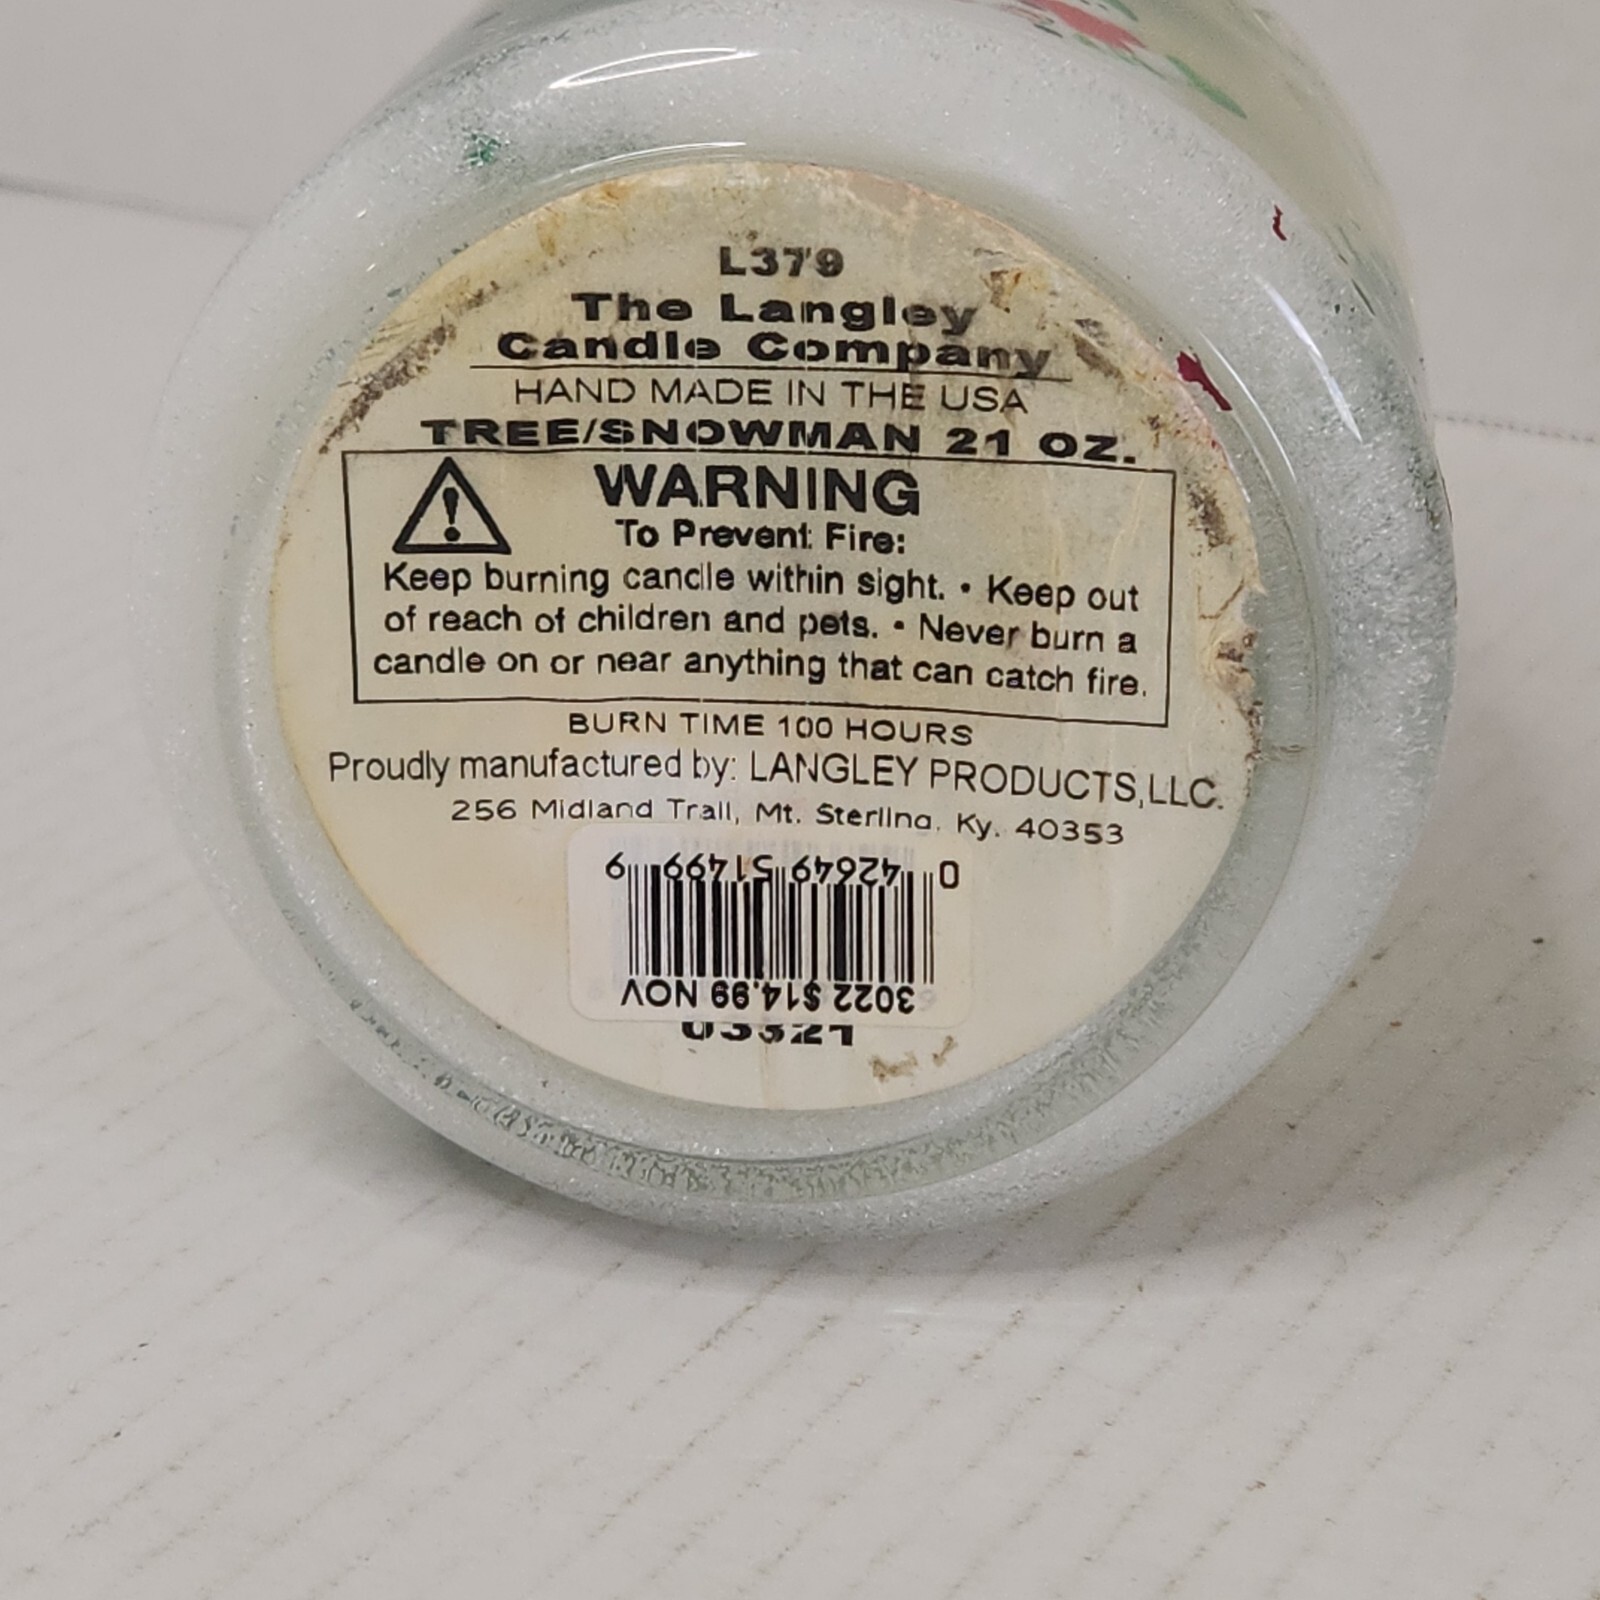 L379
The Langley
Candle Company
HAND MADE IN THE USA
TREE/SNOWMAN 21 OZ.
WARNING
To Prevent Fire:
Keep burning candle within sight. • Keep out
of reach of children and pets. • Never burn a
candle on or near anything that can catch fire.
BURN TIME 100 HOURS
Proudly manufactured by: LANGLEY PRODUCTS,LLC.
256 Midland Trail, Mt. Sterling, Ky. 40353
0 42649 51499 9
3022 $14.99 NOV
03321